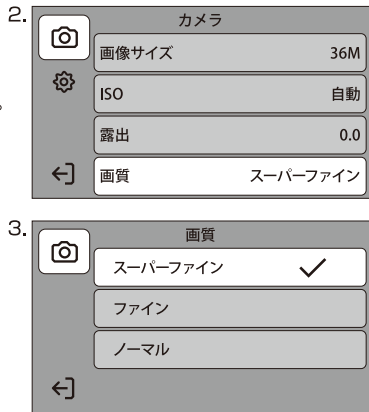 2.
カメラ
画像サイズ 36M
ISO 自動
露出 0.0
画質 スーパーファイン
3.
画質
スーパーファイン
ファイン
ノーマル